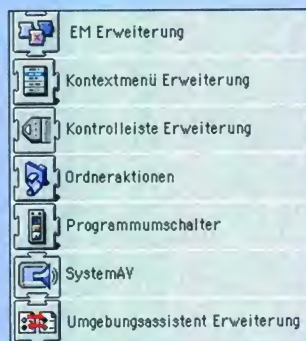 EM Erweiterung
Kontextmenü Erweiterung
Kontrolleiste Erweiterung
Ordneraktionen
Programmumschalter
SystemAV
Umgebungsassistent Erweiterung